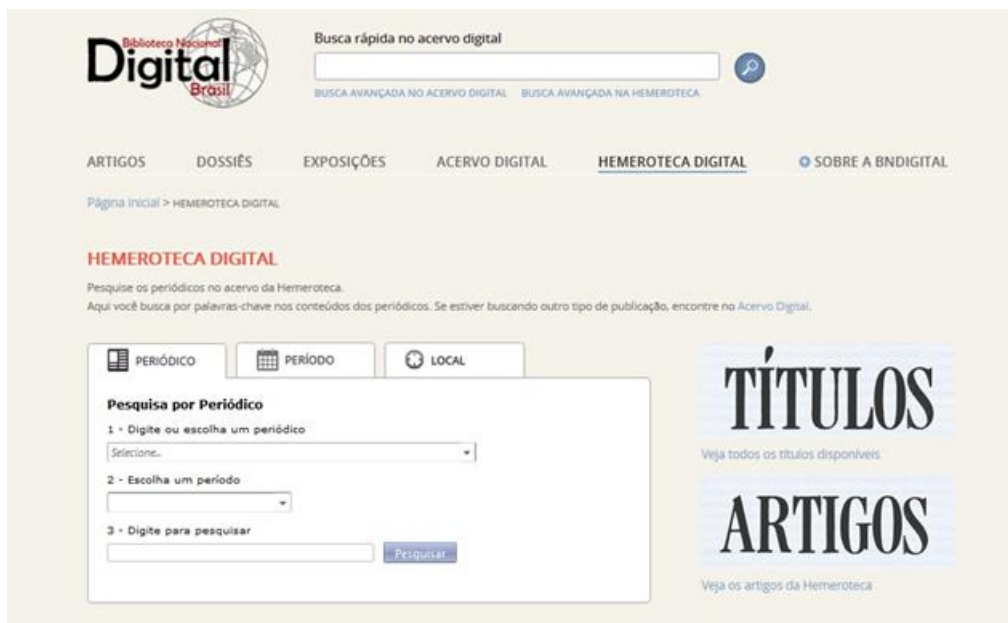 Biblioteca Nacional
Digital
Brasil
Busca rápida no acervo digital
BUSCA AVANÇADA NO ACERVO DIGITAL BUSCA AVANÇADA NA HEMEROTECA
ARTIGOS DOSSIÊS EXPOSIÇÕES ACERVO DIGITAL HEMEROTECA DIGITAL SOBRE A BNDIGITAL
Página inicial > HEMEROTECA DIGITAL
HEMEROTECA DIGITAL
Pesquise os periódicos no acervo da Hemeroteca.
Aqui você busca por palavras-chave nos conteúdos dos periódicos. Se estiver buscando outro tipo de publicação, encontre no Acervo Digital.
PERIÓDICO PERÍODO LOCAL
Pesquisa por Periódico
1 - Digite ou escolha um periódico
Selecione..
2 - Escolha um período
3 - Digite para pesquisar
Pesquisar
TÍTULOS
Veja todos os títulos disponíveis
ARTIGOS
Veja os artigos da Hemeroteca